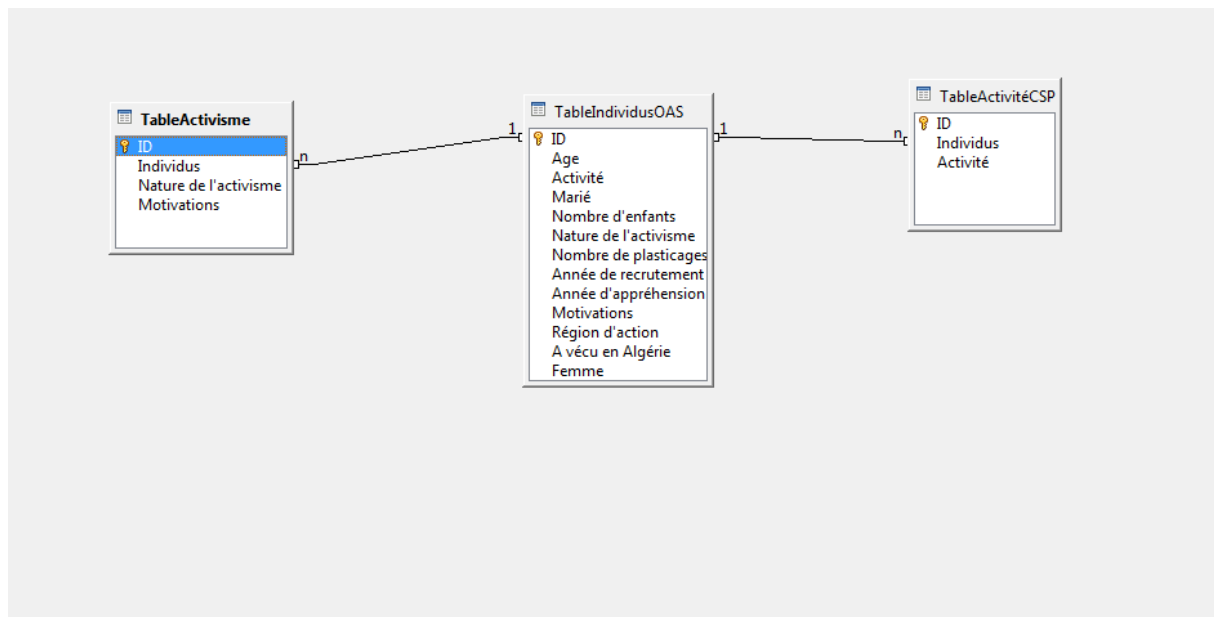 TableActivisme
ID
Individus
Nature de l'activisme
Motivations
n
1
TableIndividusOAS
ID
Age
Activité
Marié
Nombre d'enfants
Nature de l'activisme
Nombre de plasticages
Année de recrutement
Année d'appréhension
Motivations
Région d'action
A vécu en Algérie
Femme
1
n
TableActivitéCSP
ID
Individus
Activité